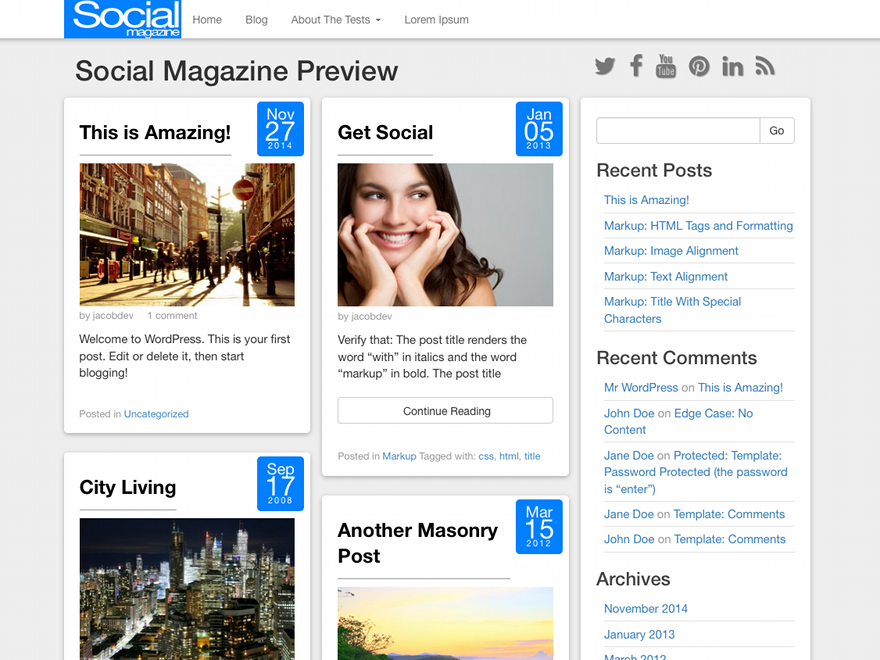 Social
magazine
Home
Blog
About The Tests
Lorem Ipsum
Social Magazine Preview
You
Tube
This is Amazing!
Nov
27
2014
by jacobdev 1 comment
Welcome to WordPress. This is your first
post. Edit or delete it, then start
blogging!
Posted in Uncategorized
City Living
Sep
17
2008
Get Social
Jan
05
2013
by jacobdev
Verify that: The post title renders the
word “with” in italics and the word
“markup” in bold. The post title
Continue Reading
Posted in Markup Tagged with: css, html, title
Another Masonry
Post
Mar
15
2012
Go
Recent Posts
This is Amazing!
Markup: HTML Tags and Formatting
Markup: Image Alignment
Markup: Text Alignment
Markup: Title With Special
Characters
Recent Comments
Mr WordPress on This is Amazing!
John Doe on Edge Case: No
Content
Jane Doe on Protected: Template:
Password Protected (the password
is “enter”)
Jane Doe on Template: Comments
John Doe on Template: Comments
Archives
November 2014
January 2013
March 2012